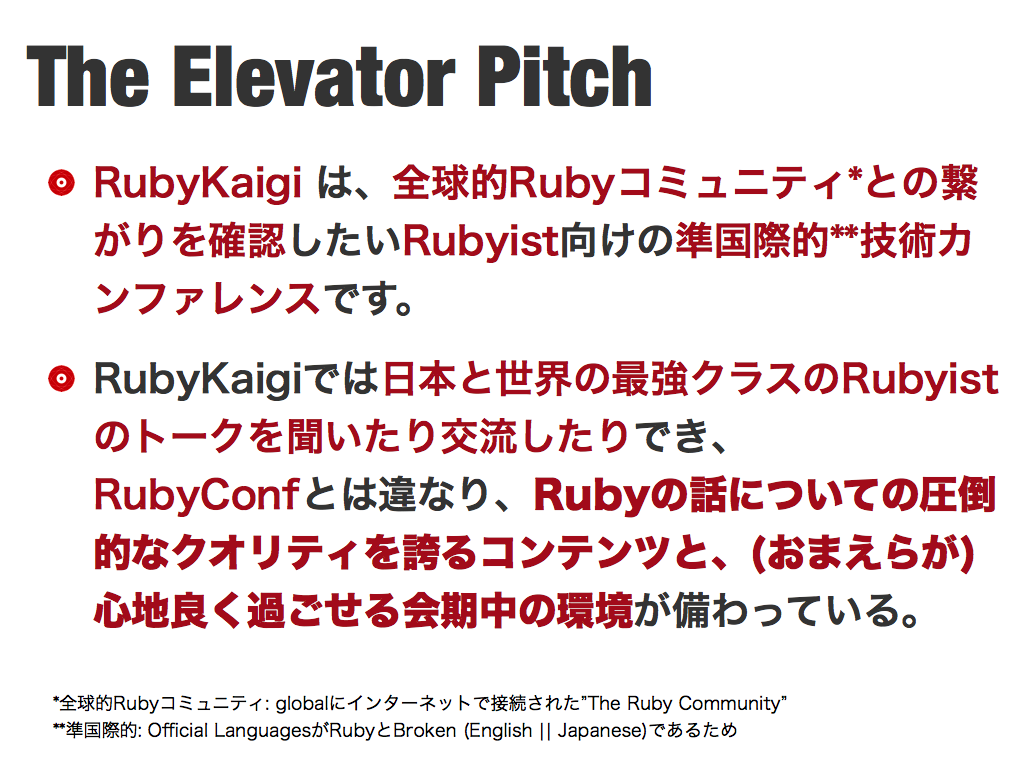 The Elevator Pitch
RubyKaigi は、全球的Rubyコミュニティ*との繋
がりを確認したいRubyist向けの準国際的**技術カ
ンファレンスです。
RubyKaigiでは日本と世界の最強クラスのRubyist
のトークを聞いたり交流したりでき、
RubyConfとは違なり、Rubyの話についての圧倒
的なクオリティを誇るコンテンツと、(おまえらが)
心地良く過ごせる会期中の環境が備わっている。
*全球的Rubyコミュニティ: globalにインターネットで接続された”The Ruby Community”
**準国際的: Official LanguagesがRubyとBroken (English || Japanese)であるため